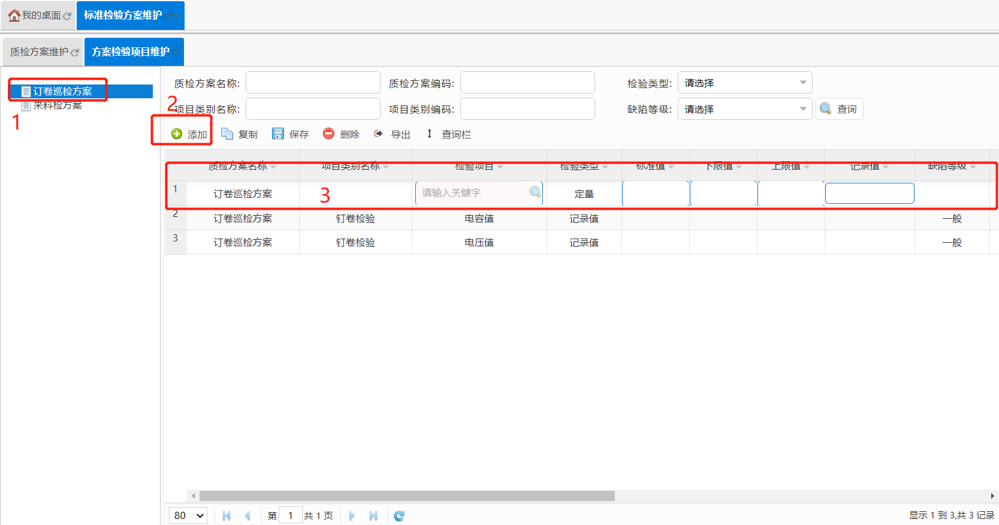 我的桌面 标准检验方案维护
质检方案维护 方案检验项目维护
订卷巡检方案
来料检方案
1
质检方案名称: 质检方案编码: 检验类型: 请选择
2
项目类别名称: 项目类别编码: 缺陷等级: 请选择 查询
添加 复制 保存 删除 导出 查询栏
质检方案名称 项目类别名称 检验项目 检验类型 标准值 下限值 上限值 记录值 缺陷等级
1 订卷巡检方案 3 请输入关键字 定量
2 订卷巡检方案 钉卷检验 电容值 记录值 一般
3 订卷巡检方案 钉卷检验 电压值 记录值 一般
80 第 1 共 1 页 显示 1 到 3,共 3 记录